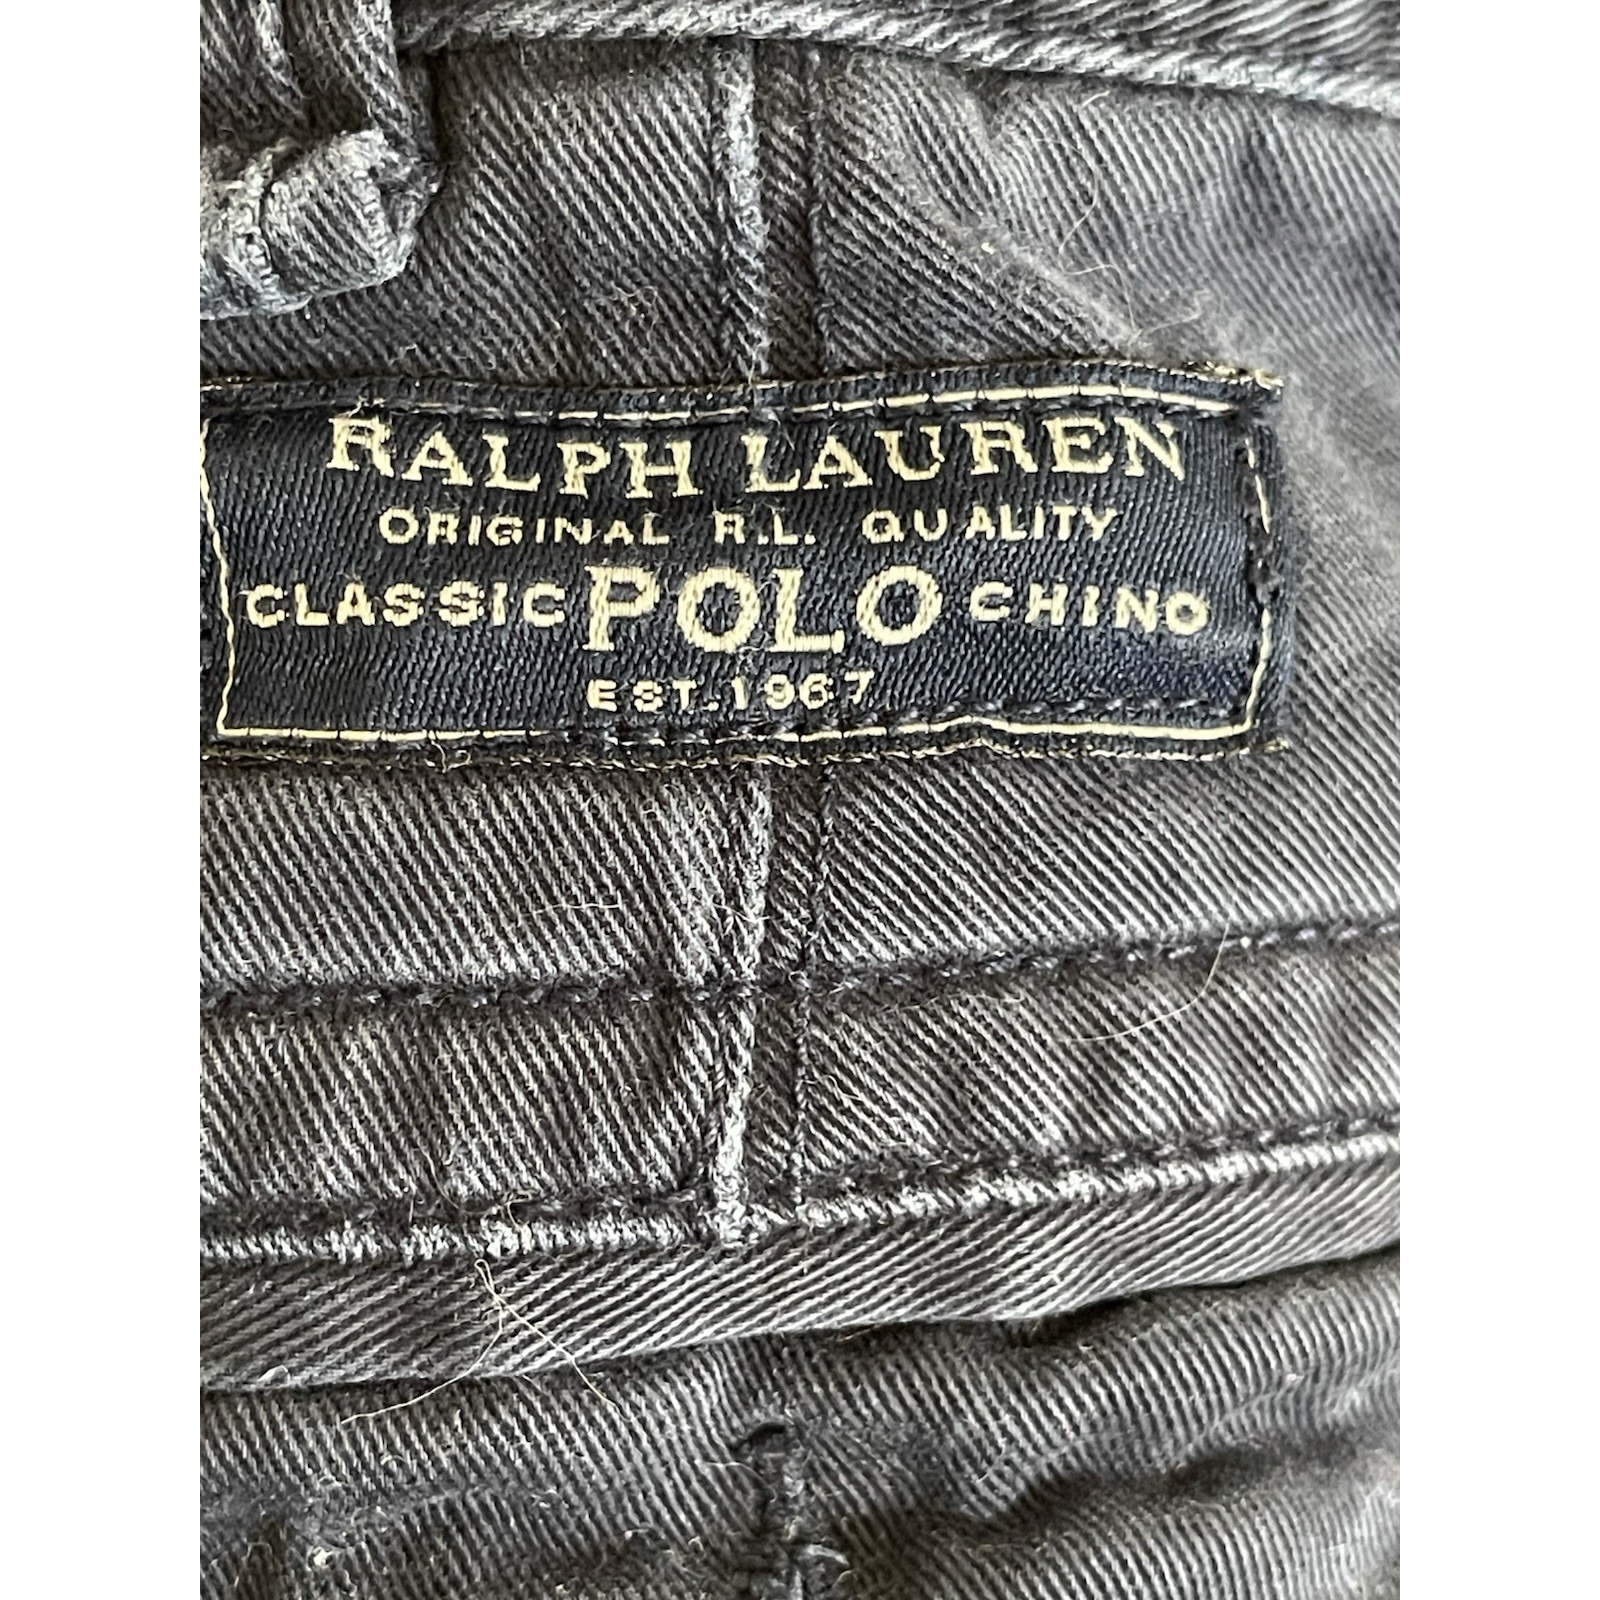 RALPH LAUREN
ORIGINAL R.L. QUALITY
CLASSIC POLO CHINO
EST. 1967